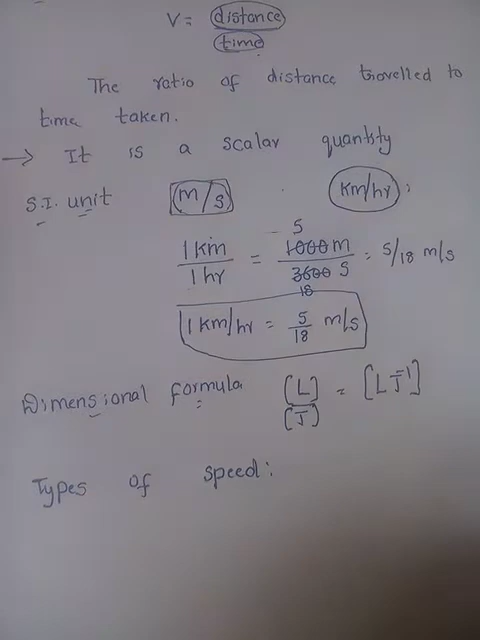 V = distance / time
The ratio of distance travelled to
time taken.
→ It is a scalar quantity
S.I. unit m/s km/hr:
1 km / 1 hr = 1000 m / 3600 s = 5/18 m/s
5
18
1 km/hr = 5/18 m/s
Dimensional formula [L] / [T] = [L T⁻¹]
Types of speed: